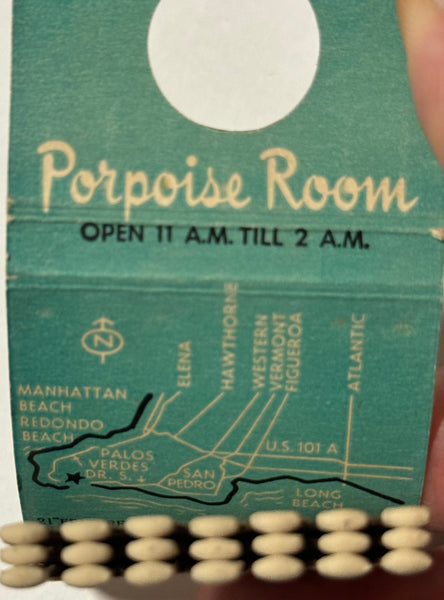 Porpoise Room
OPEN 11 A.M. TILL 2 A.M.
N
ELENA
HAWTHORNE
WESTERN
VERMONT
FIGUEROA
ATLANTIC
MANHATTAN
BEACH
REDONDO
BEACH
PALOS
VERDES
DR. S.
U.S. 101 A
SAN
PEDRO
LONG
BEACH